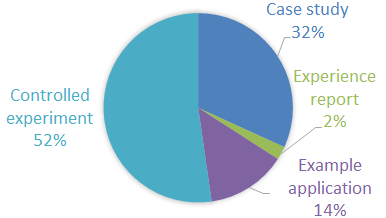 Case study
32%
Experience
report
2%
Controlled
experiment
52%
Example
application
14%